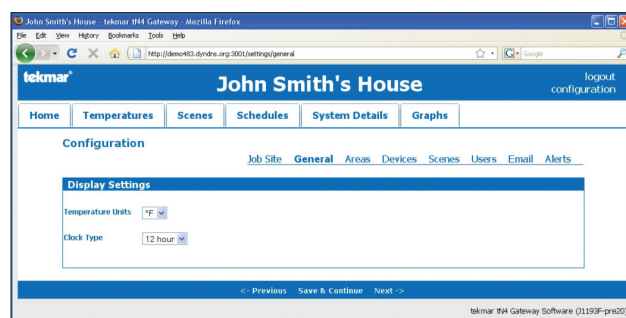 John Smith's House - tekmar tN4 Gateway - Mozilla Firefox
File Edit View History Bookmarks Tools Help
http://demo483.dyndns.org:3001/settings/general
Google
tekmar®
John Smith's House
logout
configuration
Home Temperatures Scenes Schedules System Details Graphs
Configuration
Job Site General Areas Devices Scenes Users Email Alerts
Display Settings
Temperature Units °F
Clock Type 12 hour
<- Previous Save & Continue Next ->
tekmar tN4 Gateway Software (J1193F-pre20)